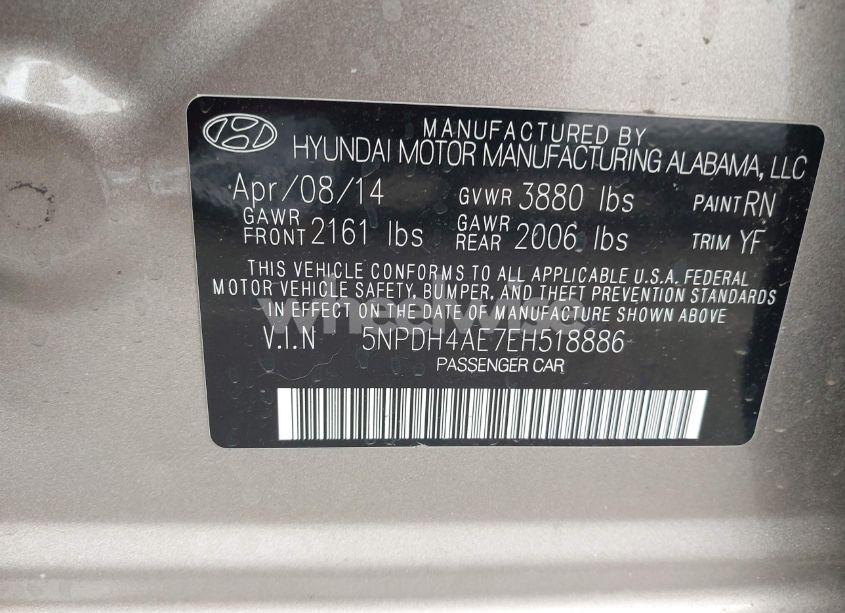 MANUFACTURED BY
HYUNDAI MOTOR MANUFACTURING ALABAMA, LLC
Apr/08/14 GVWR 3880 lbs PAINT RN
GAWR FRONT 2161 lbs GAWR REAR 2006 lbs TRIM YF
THIS VEHICLE CONFORMS TO ALL APPLICABLE U.S.A. FEDERAL
MOTOR VEHICLE SAFETY, BUMPER, AND THEFT PREVENTION STANDARDS
IN EFFECT ON THE DATE OF MANUFACTURE SHOWN ABOVE
wheelwise
V.I.N 5NPDH4AE7EH518886
PASSENGER CAR